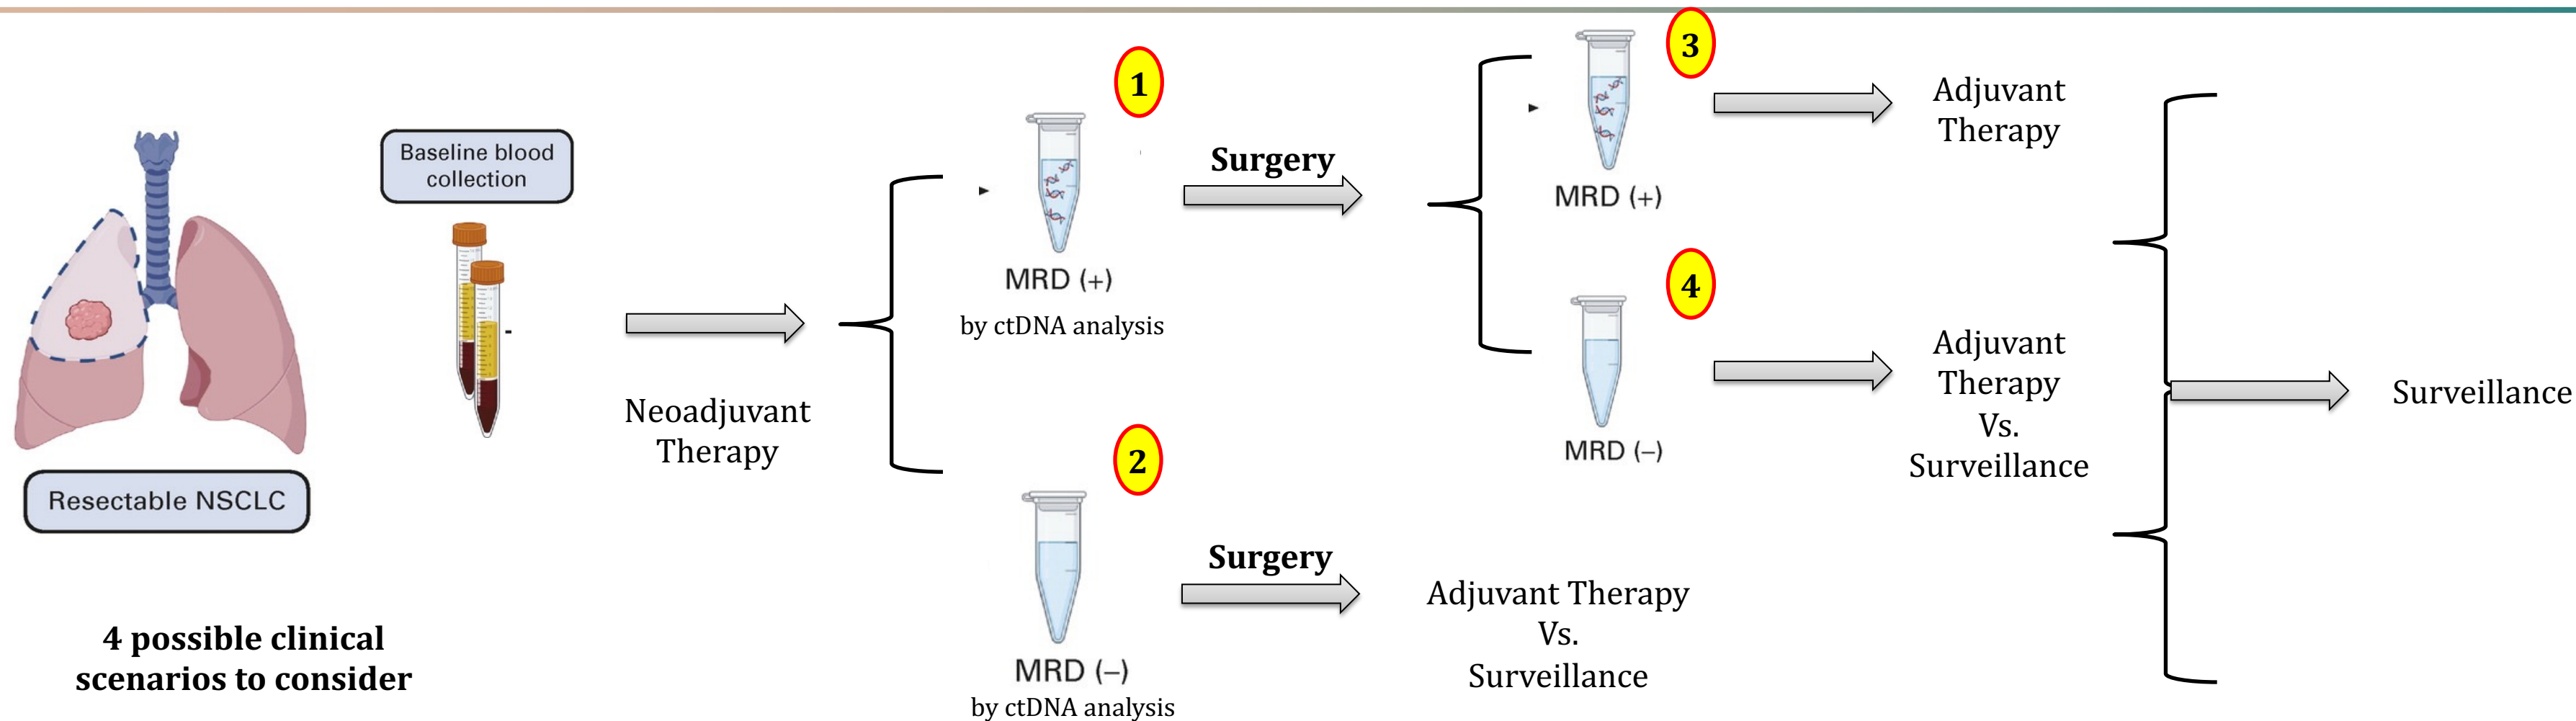 Baseline blood
collection
Resectable NSCLC
4 possible clinical
scenarios to consider
Neoadjuvant
Therapy
1
MRD (+)
by ctDNA analysis
2
MRD (–)
by ctDNA analysis
Surgery
Surgery
3
MRD (+)
4
MRD (–)
Adjuvant
Therapy
Adjuvant
Therapy
Vs.
Surveillance
Adjuvant Therapy
Vs.
Surveillance
Surveillance